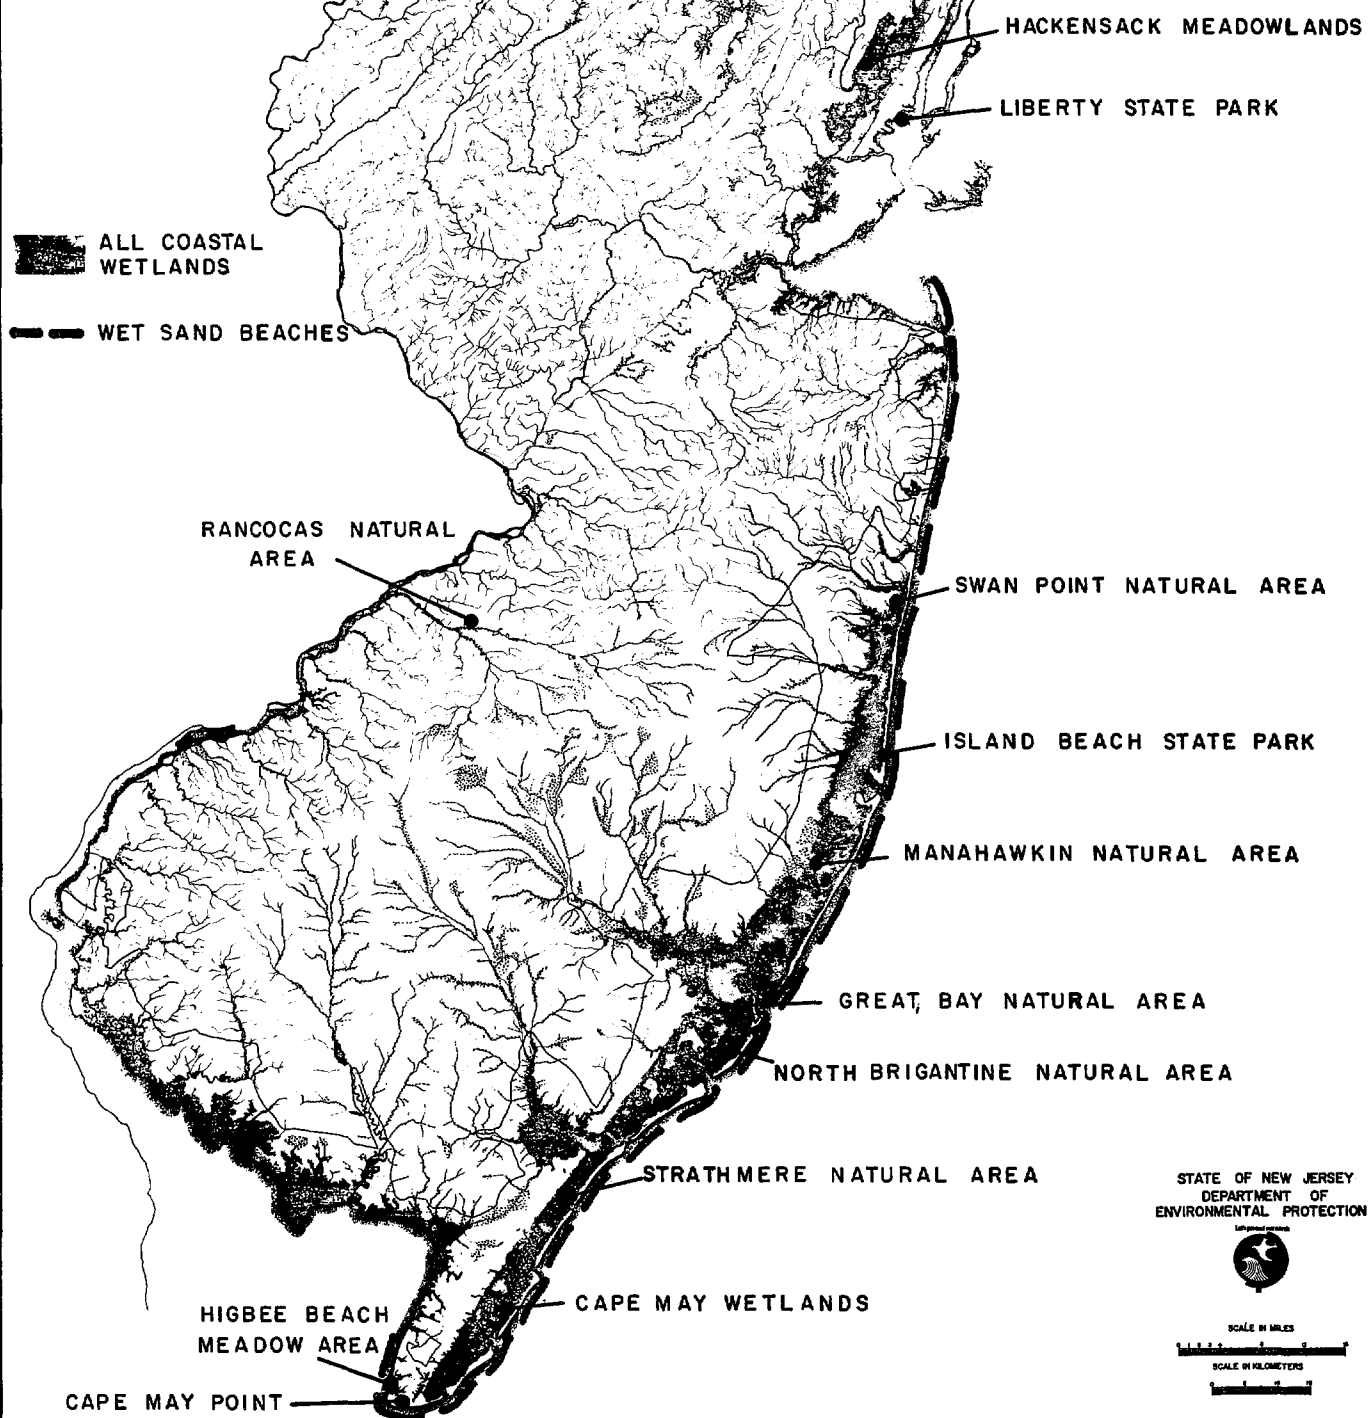 HACKENSACK MEADOWLANDS
LIBERTY STATE PARK
ALL COASTAL
WETLANDS
WET SAND BEACHES
RANCOCAS NATURAL
AREA
SWAN POINT NATURAL AREA
ISLAND BEACH STATE PARK
MANAHAWKIN NATURAL AREA
GREAT BAY NATURAL AREA
NORTH BRIGANTINE NATURAL AREA
STRATHMERE NATURAL AREA
STATE OF NEW JERSEY
DEPARTMENT OF
ENVIRONMENTAL PROTECTION
CAPE MAY WETLANDS
HIGBEE BEACH
MEADOW AREA
CAPE MAY POINT
SCALE IN MILES
SCALE IN KILOMETERS